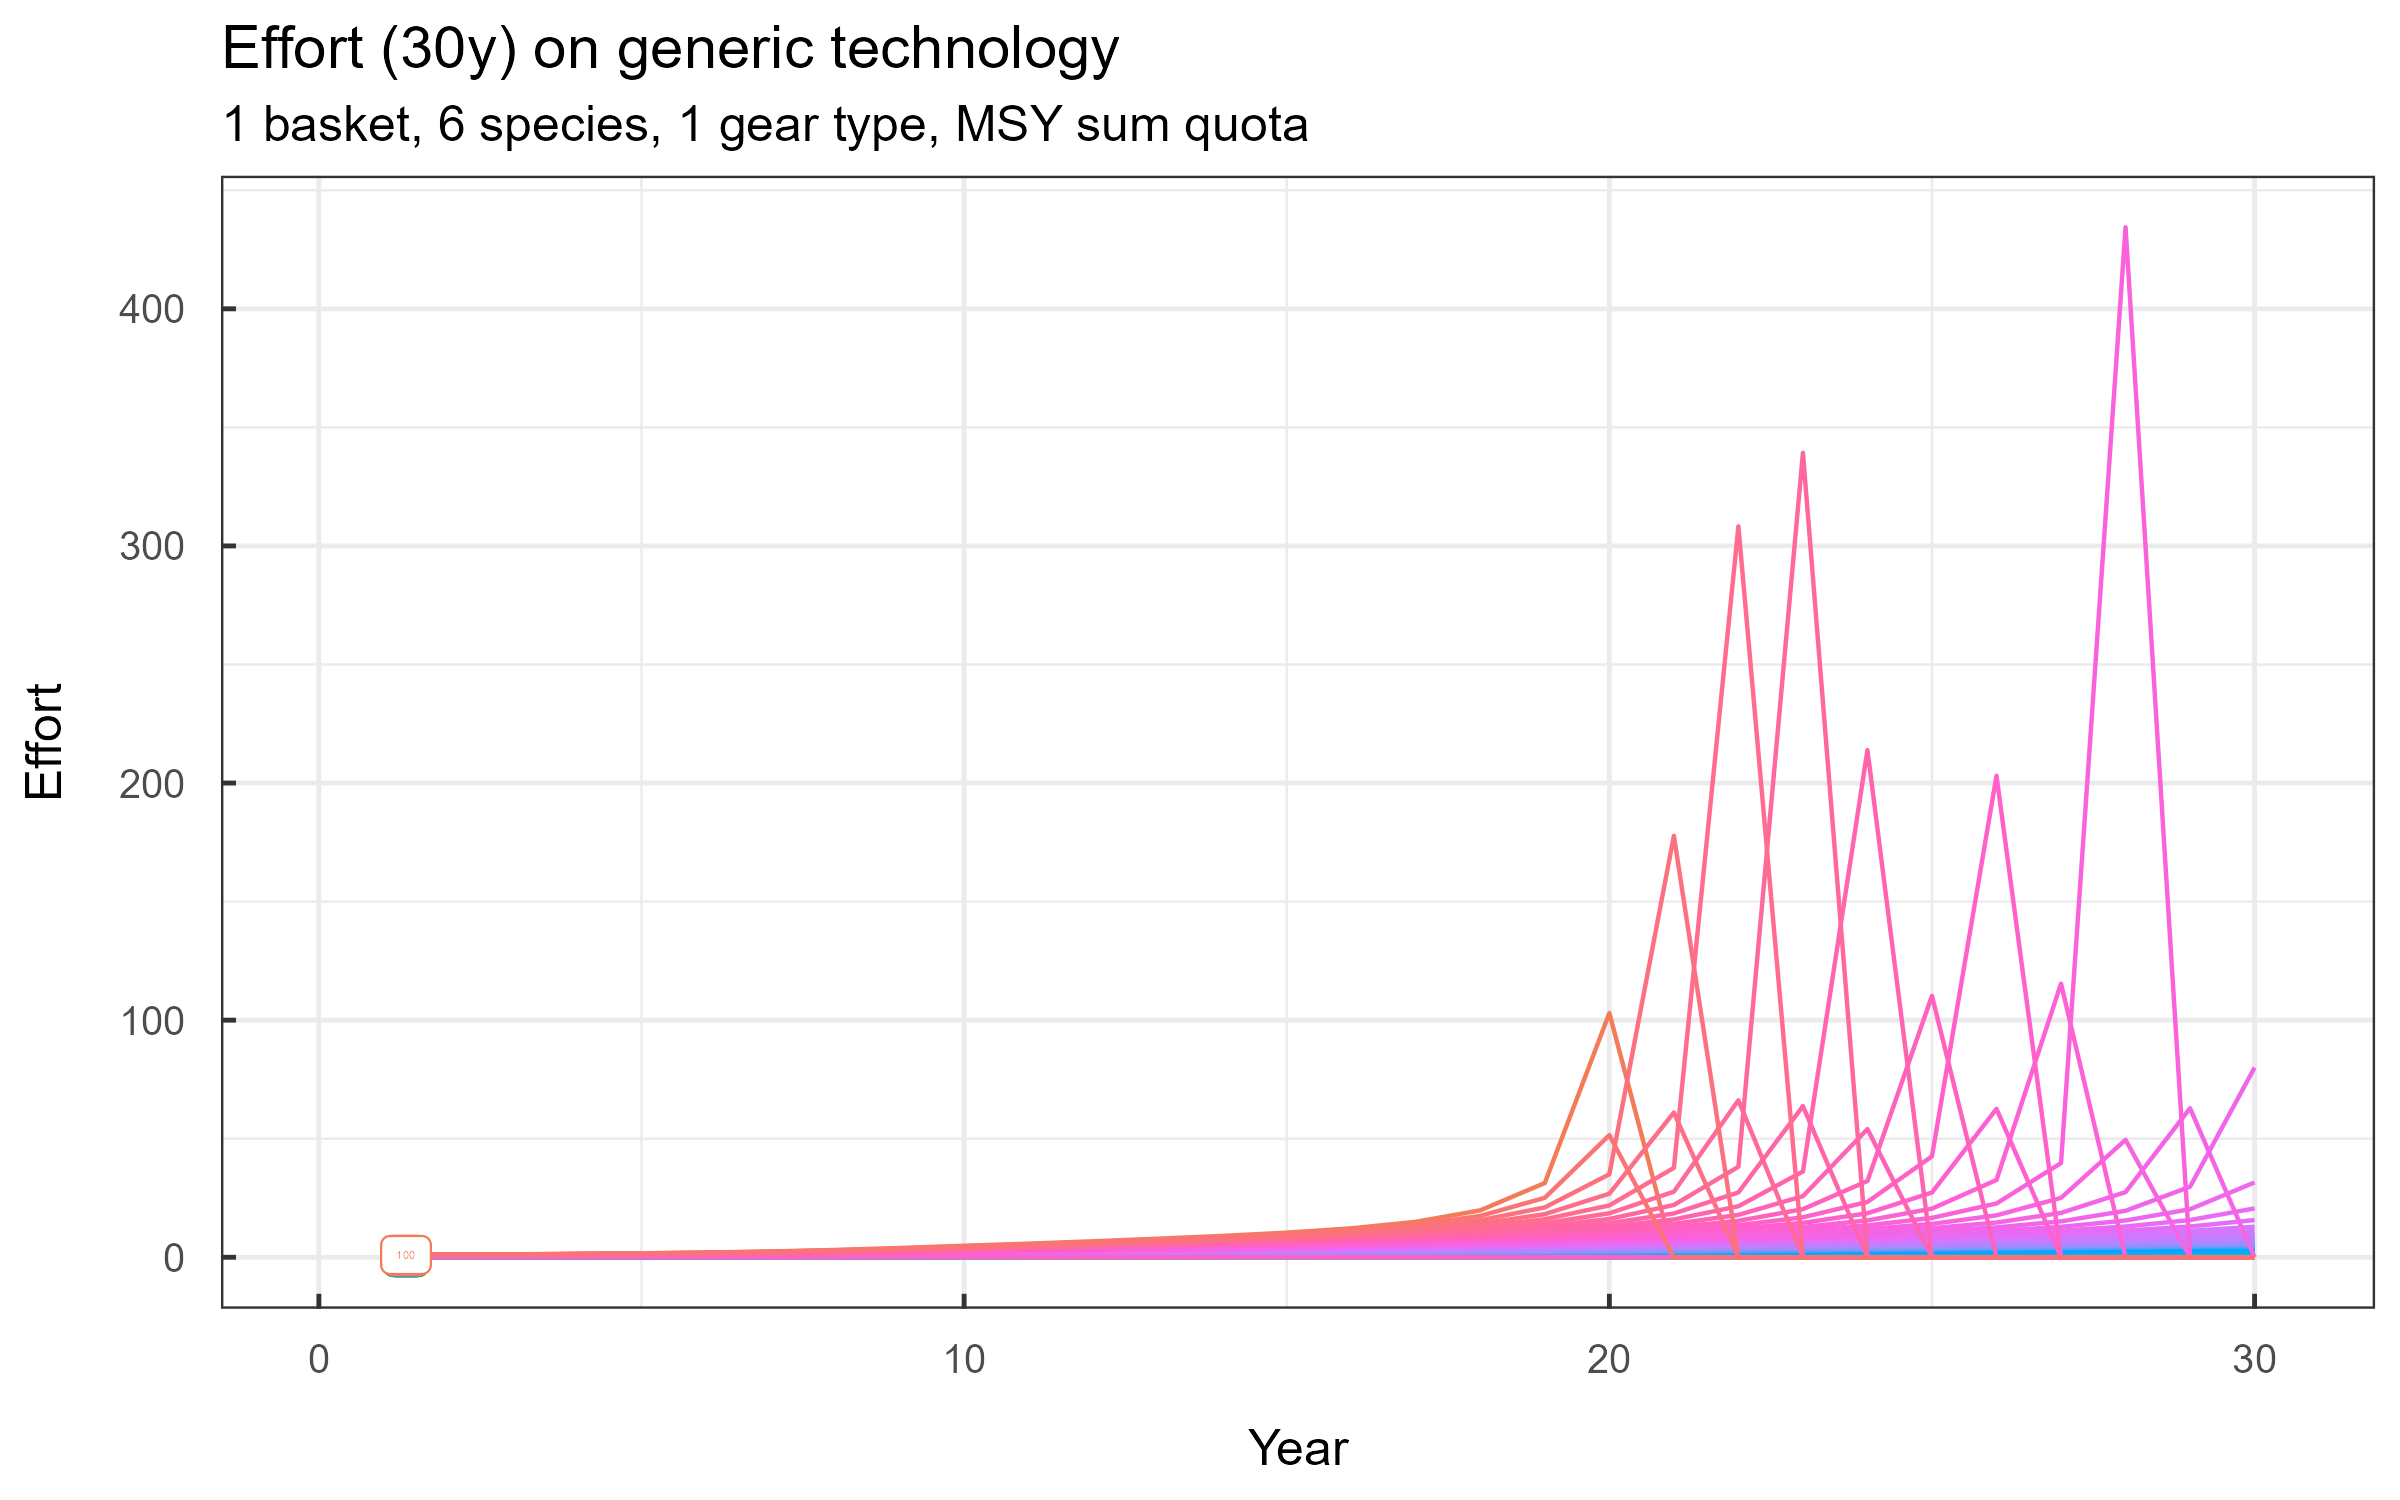 Effort (30y) on generic technology
1 basket, 6 species, 1 gear type, MSY sum quota
400
300
200
100
0
Effort
100
0 10 20 30
Year